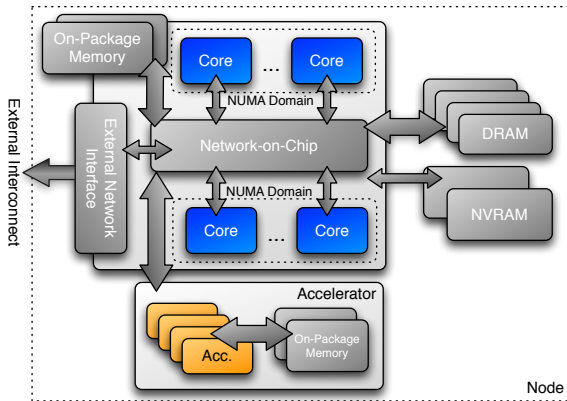 On-Package
Memory
Core
...
Core
NUMA Domain
External Interconnect
External Network
Interface
Network-on-Chip
DRAM
NUMA Domain
NVRAM
Core
...
Core
Accelerator
Acc.
On-Package
Memory
Node